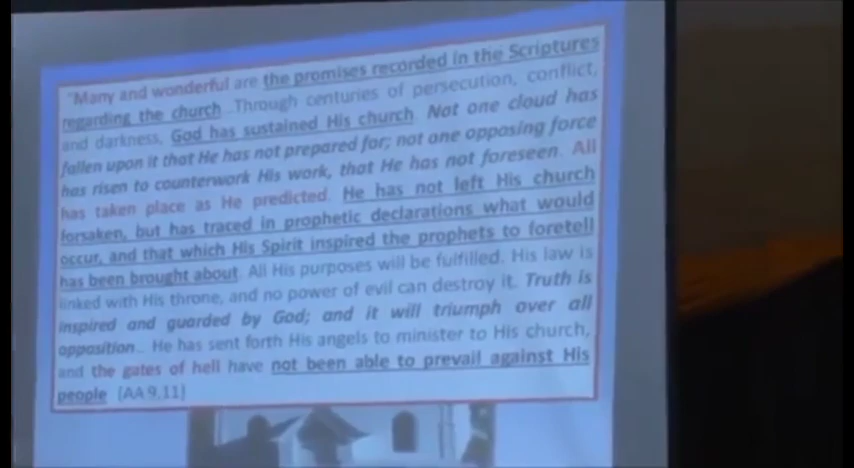 "Many and wonderful are the promises recorded in the Scriptures
regarding the church...Through centuries of persecution, conflict,
and darkness, God has sustained His church. Not one cloud has
fallen upon it that He has not prepared for; not one opposing force
has risen to counterwork His work, that He has not foreseen. All
has taken place as He predicted. He has not left His church
forsaken, but has traced in prophetic declarations what would
occur, and that which His Spirit inspired the prophets to foretell
has been brought about. All His purposes will be fulfilled. His law is
linked with His throne, and no power of evil can destroy it. Truth is
inspired and guarded by God; and it will triumph over all
opposition... He has sent forth His angels to minister to His church,
and the gates of hell have not been able to prevail against His
people (AA 9,11)